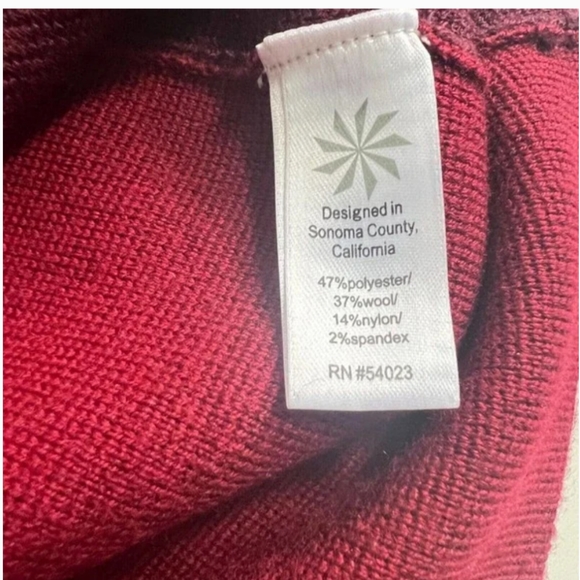 Designed in
Sonoma County,
California
47%polyester/
37%wool/
14%nylon/
2%spandex
RN #54023